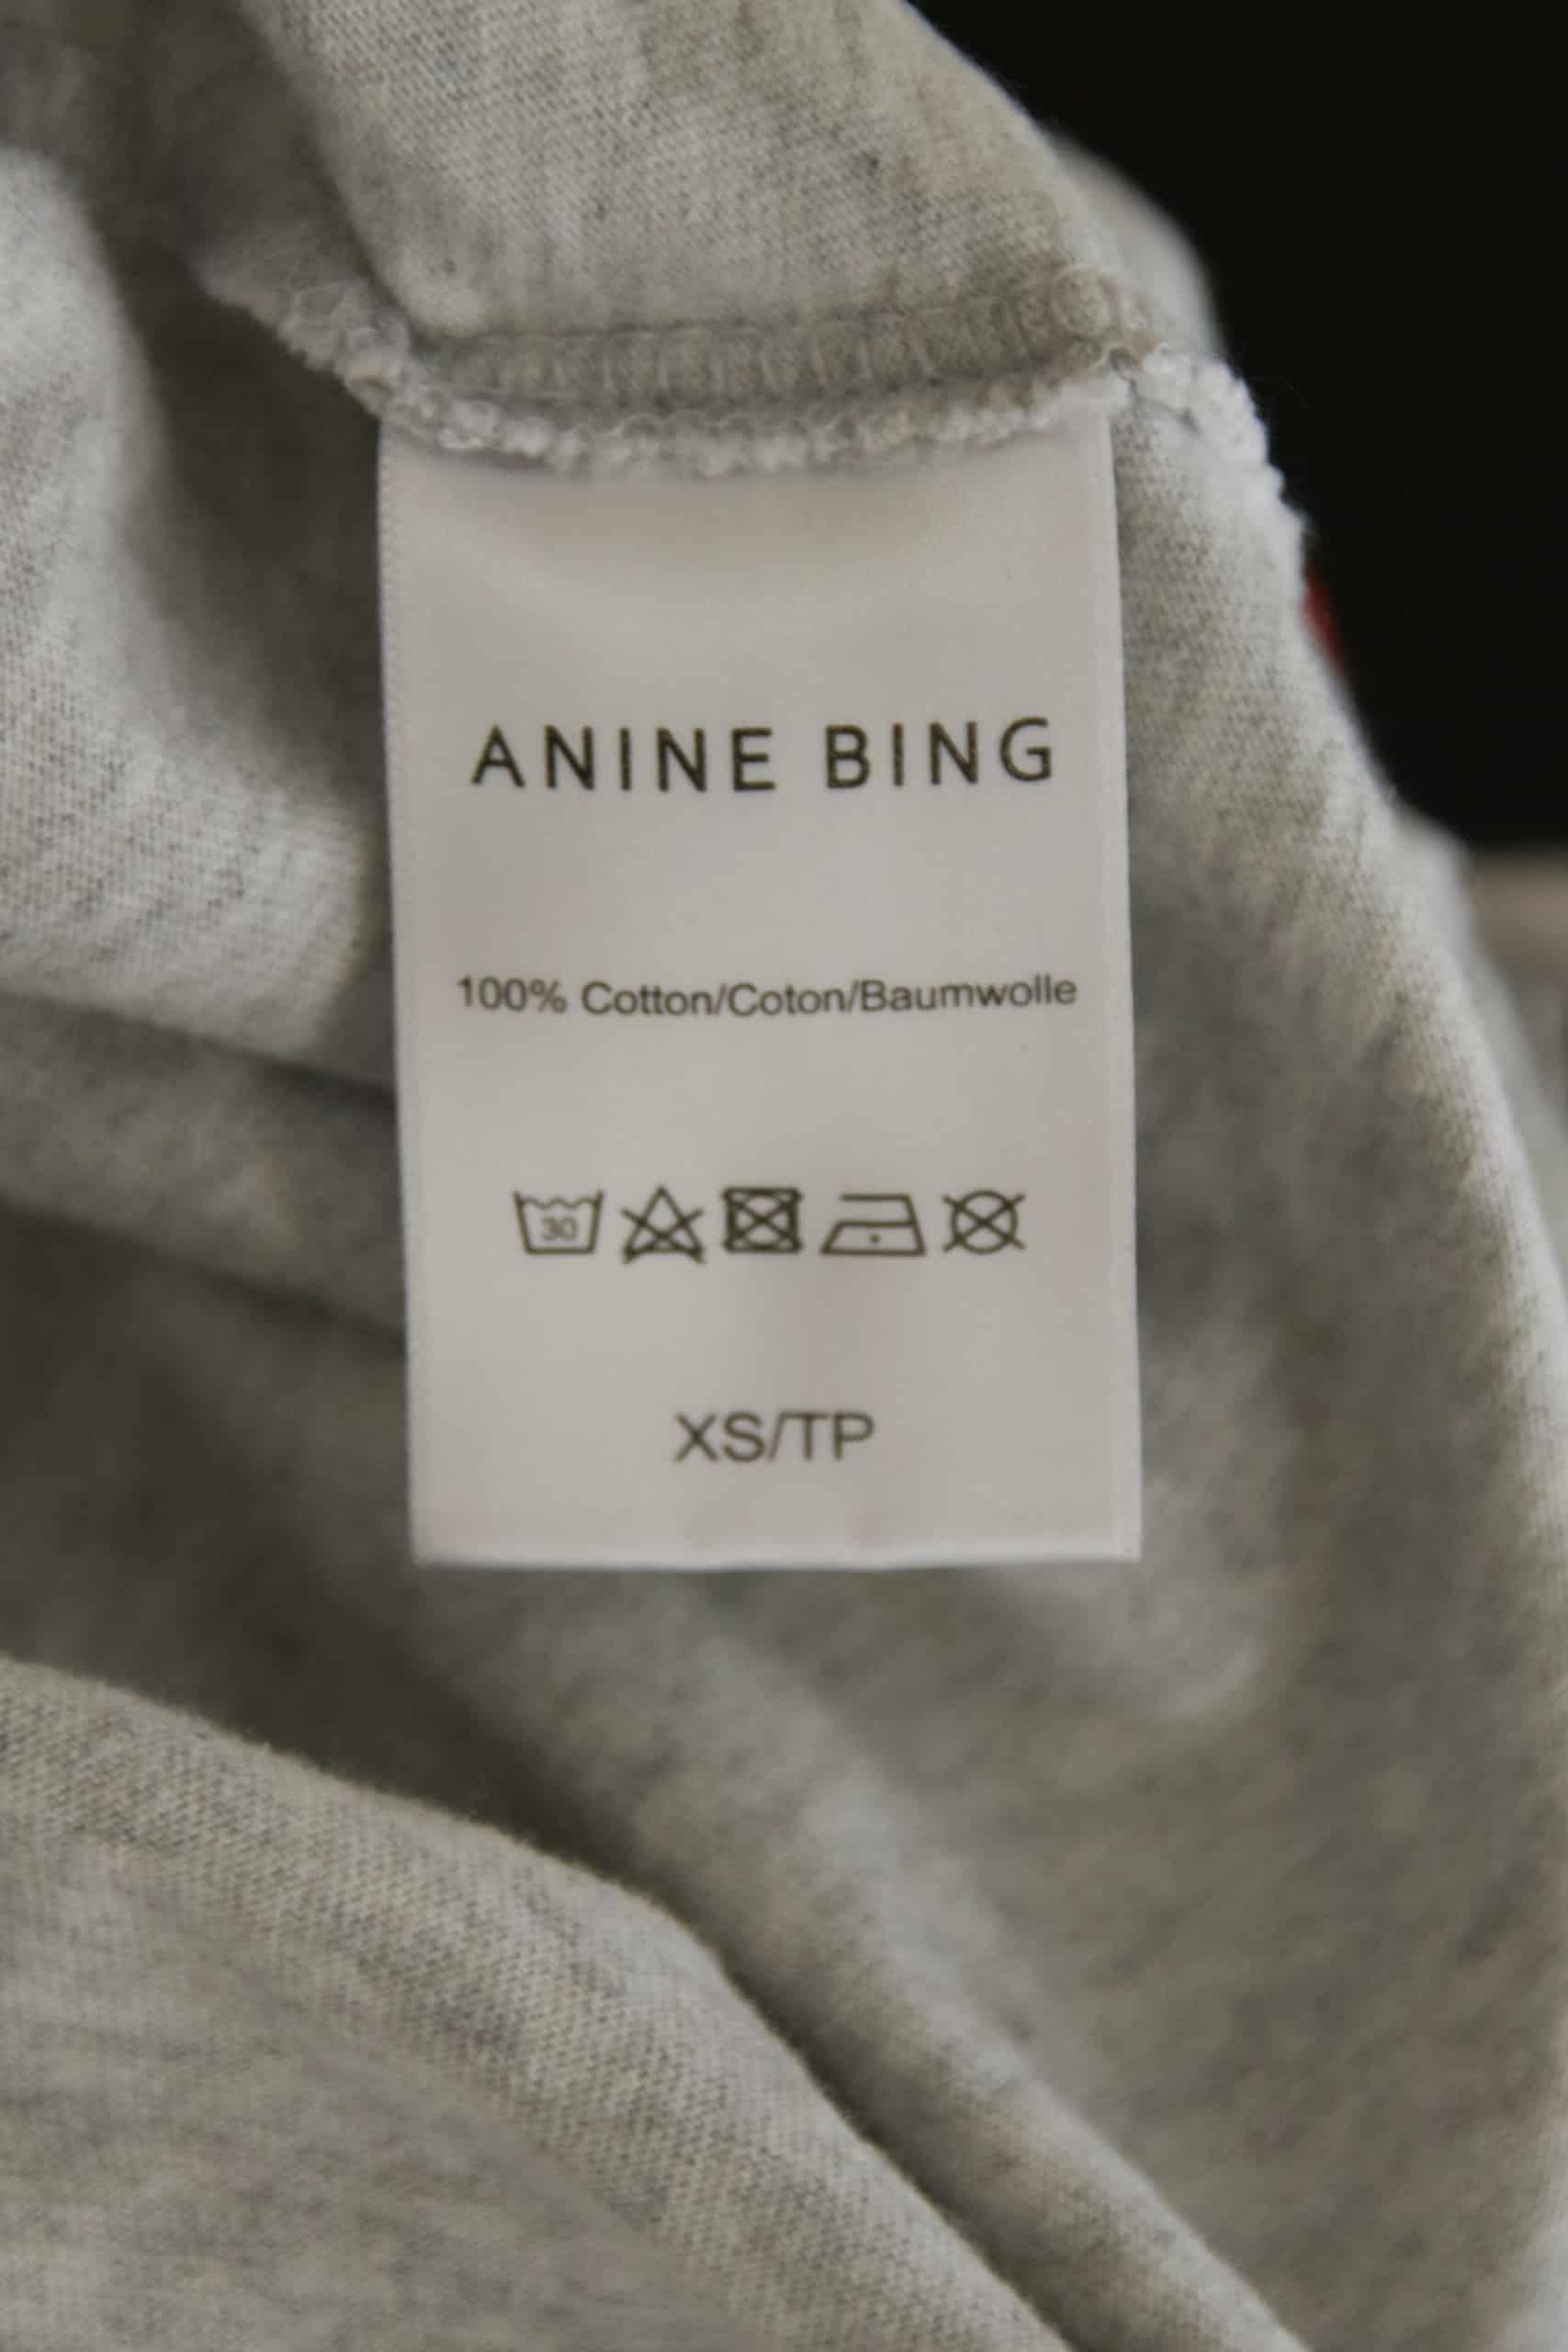 ANINE BING
100% Cotton/Coton/Baumwolle
30
XS/TP